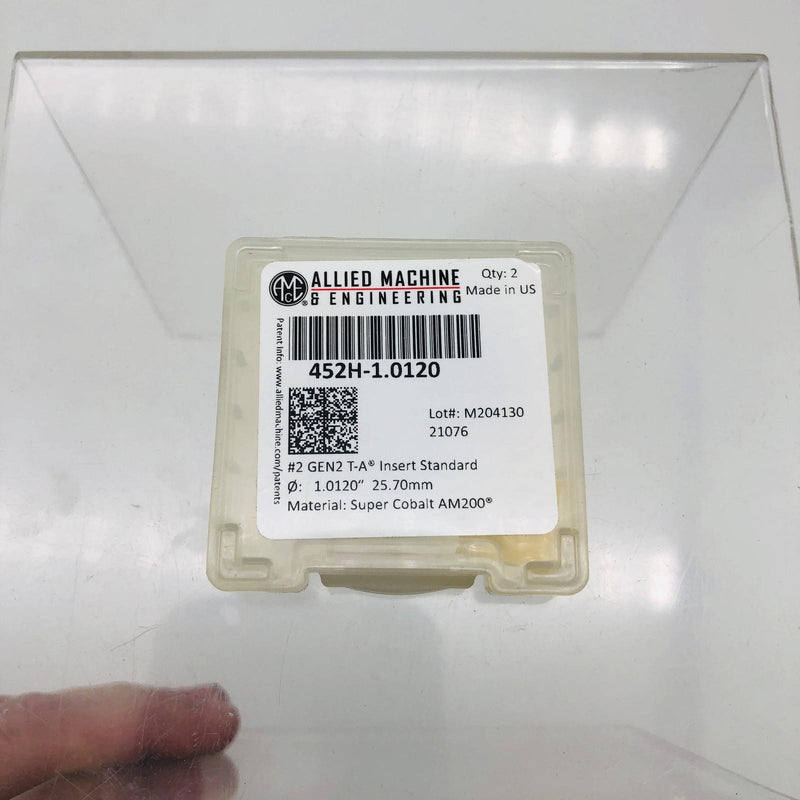 AMEC ® ALLIED MACHINE
& ENGINEERING
Qty: 2
Made in US
Patent info: www.alliedmachine.com/patents
452H-1.0120
Lot#: M204130
21076
#2 GEN2 T-A® Insert Standard
Ø: 1.0120" 25.70mm
Material: Super Cobalt AM200®